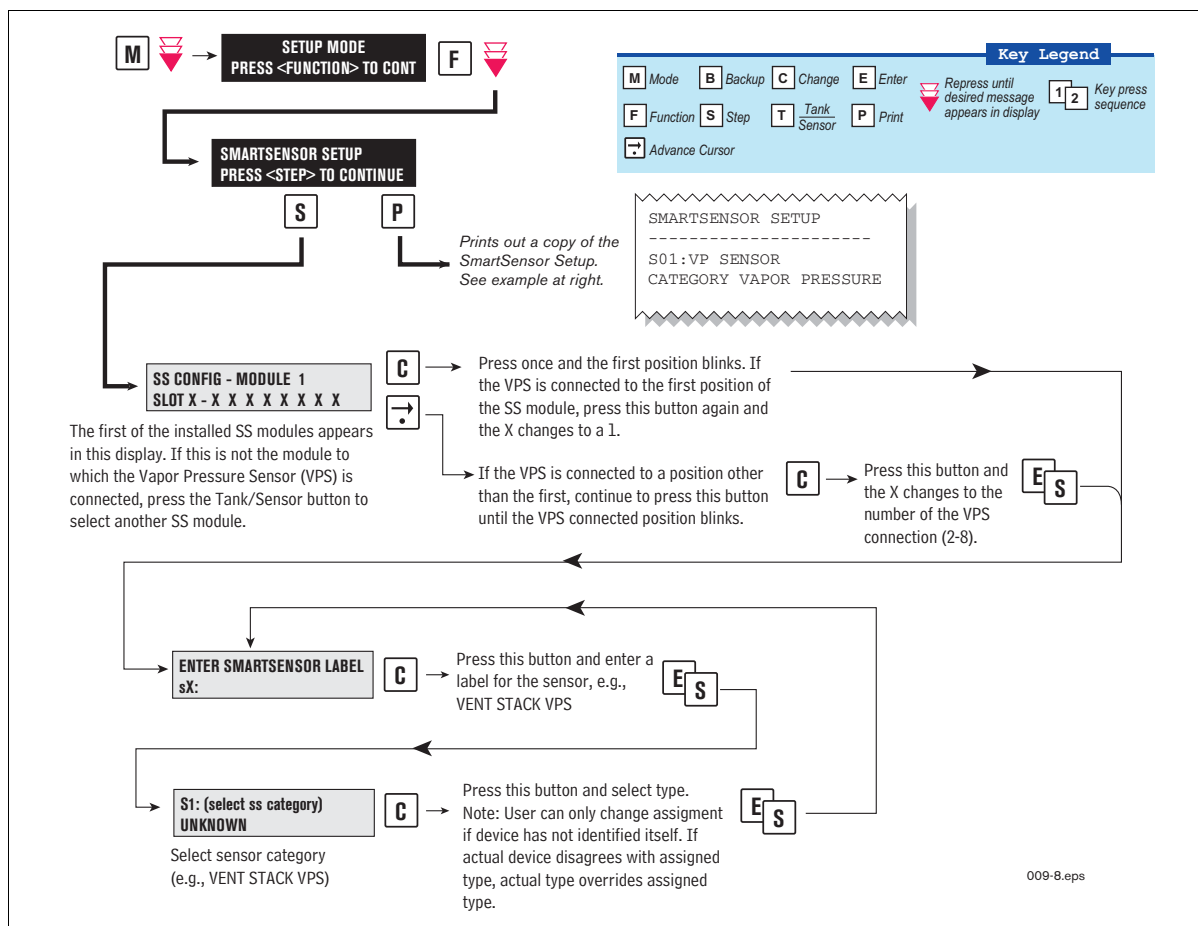 M
SETUP MODE
PRESS <FUNCTION> TO CONT
F
Key Legend
M Mode B Backup C Change E Enter
Repress until
desired message
appears in display
1 2 Key press
sequence
F Function S Step T Tank
Sensor
P Print
Advance Cursor
SMARTSENSOR SETUP
PRESS <STEP> TO CONTINUE
S
P
Prints out a copy of the
SmartSensor Setup.
See example at right.
SMARTSENSOR SETUP
----------------------
S01:VP SENSOR
CATEGORY VAPOR PRESSURE
SS CONFIG - MODULE 1
SLOT X - X X X X X X X X
C
Press once and the first position blinks. If
the VPS is connected to the first position of
the SS module, press this button again and
the X changes to a 1.
The first of the installed SS modules appears
in this display. If this is not the module to
which the Vapor Pressure Sensor (VPS) is
connected, press the Tank/Sensor button to
select another SS module.
If the VPS is connected to a position other
than the first, continue to press this button
until the VPS connected position blinks.
C
Press this button and
the X changes to the
number of the VPS
connection (2-8).
E
S
ENTER SMARTSENSOR LABEL
sX:
C
Press this button and enter a
label for the sensor, e.g.,
VENT STACK VPS
E
S
S1: (select ss category)
UNKNOWN
C
Select sensor category
(e.g., VENT STACK VPS)
Press this button and select type.
Note: User can only change assigment
if device has not identified itself. If
actual device disagrees with assigned
type, actual type overrides assigned
type.
E
S
009-8.eps